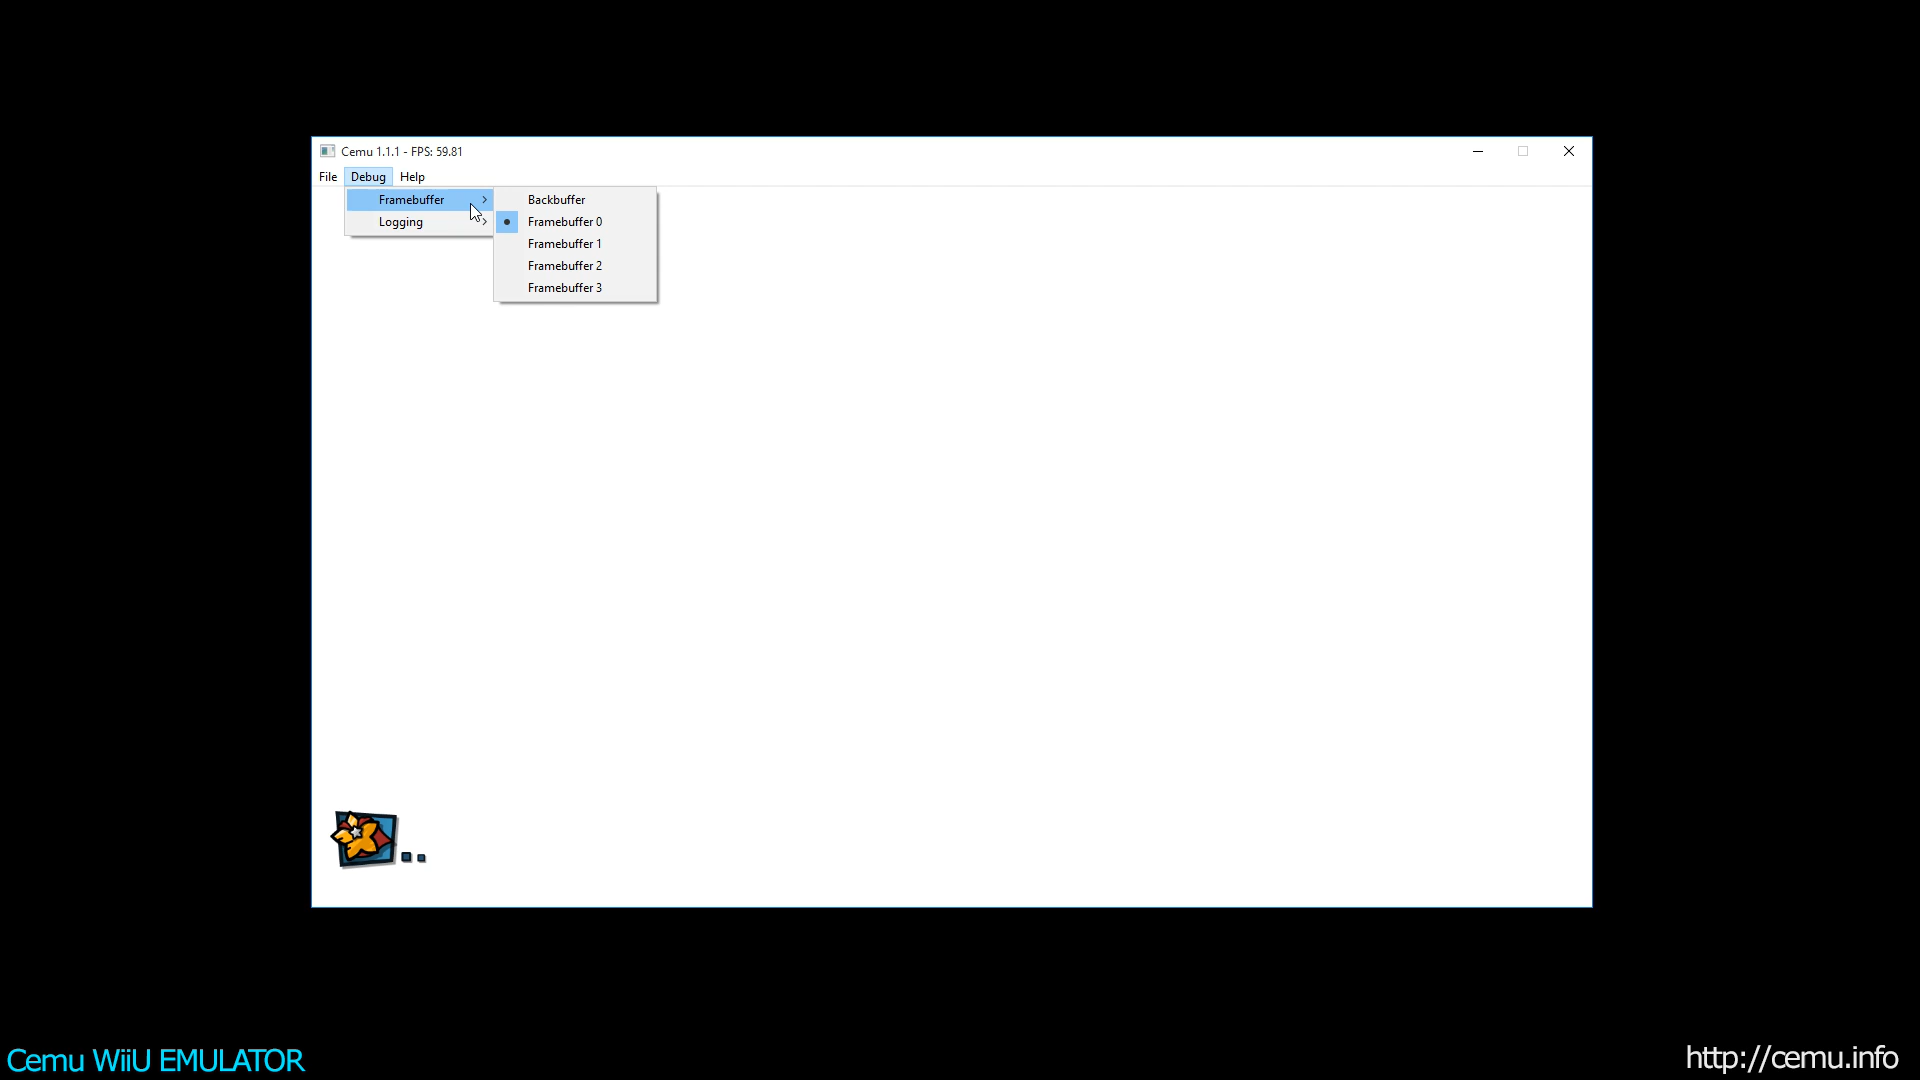 Cemu 1.1.1 - FPS: 59.81
File Debug Help
Framebuffer
Logging
Backbuffer
Framebuffer 0
Framebuffer 1
Framebuffer 2
Framebuffer 3
Cemu WiiU EMULATOR
http://cemu.info